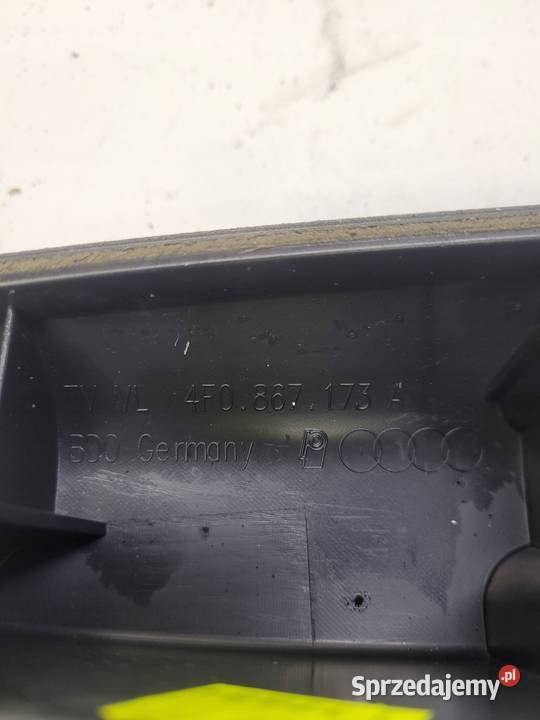 TV VL 4F0.867.173 A
BDO Germany
Sprzedajemy.pl